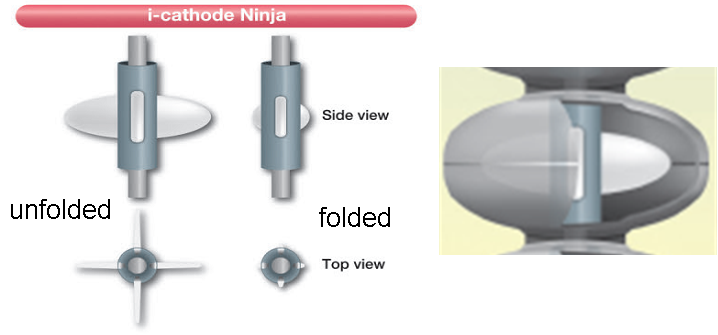 i-cathode Ninja
Side view
unfolded
folded
Top view